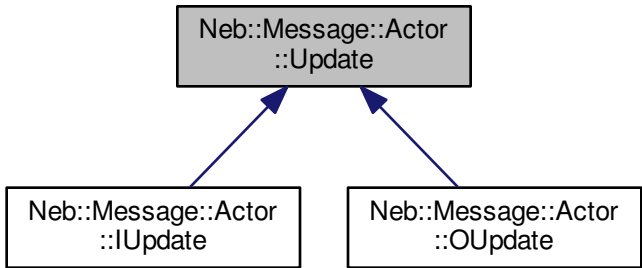 Neb::Message::Actor
::Update
Neb::Message::Actor
::IUpdate
Neb::Message::Actor
::OUpdate